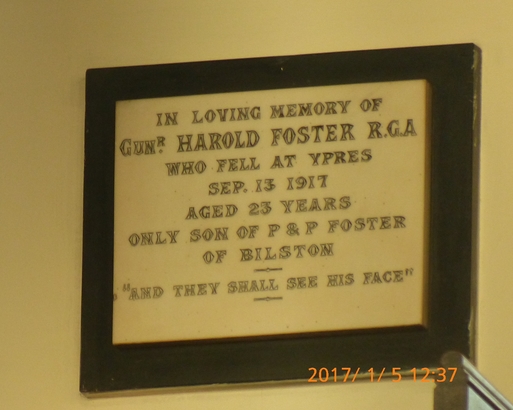 IN LOVING MEMORY OF
GUNR. HAROLD FOSTER R.G.A
WHO FELL AT YPRES
SEP. 13 1917
AGED 23 YEARS
ONLY SON OF P & P FOSTER
OF BILSTON
"AND THEY SHALL SEE HIS FACE"
2017/ 1/ 5 12:37